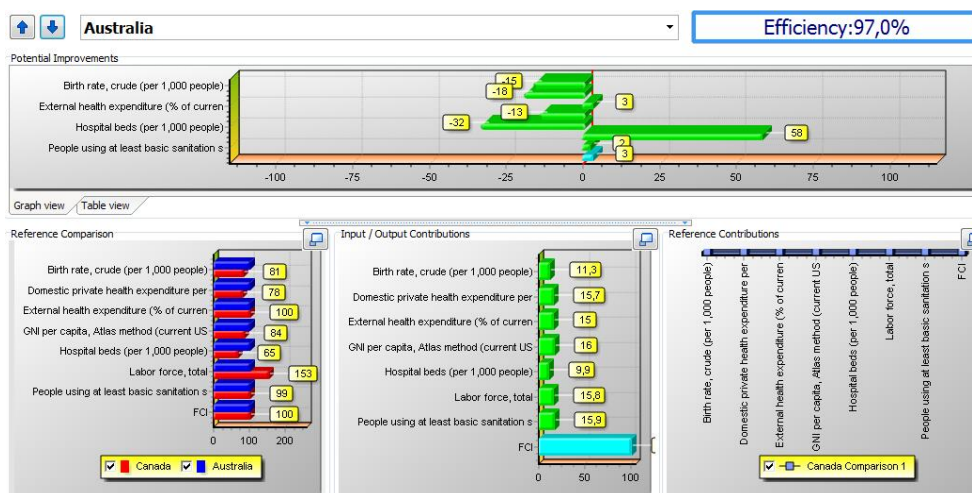 Australia
Efficiency:97,0%
Potential Improvements
Birth rate, crude (per 1,000 people)
External health expenditure (% of curren
Hospital beds (per 1,000 people)
People using at least basic sanitation s
-15
-18
3
-13
-32
58
2
3
-100 -75 -50 -25 0 25 50 75 100
Graph view Table view
Reference Comparison
Birth rate, crude (per 1,000 people) 81
Domestic private health expenditure per 78
External health expenditure (% of curren 100
GNI per capita, Atlas method (current US 84
Hospital beds (per 1,000 people) 65
Labor force, total 153
People using at least basic sanitation s 99
FCI 100
0 100 200
Canada Australia
Input / Output Contributions
Birth rate, crude (per 1,000 people) 11,3
Domestic private health expenditure per 15,7
External health expenditure (% of curren 15
GNI per capita, Atlas method (current US 16
Hospital beds (per 1,000 people) 9,9
Labor force, total 15,8
People using at least basic sanitation s 15,9
FCI
0 50 100
Reference Contributions
Birth rate, crude (per 1,000 people)
Domestic private health expenditure per
External health expenditure (% of curren
GNI per capita, Atlas method (current US
Hospital beds (per 1,000 people)
Labor force, total
People using at least basic sanitation s
FCI
Canada Comparison 1